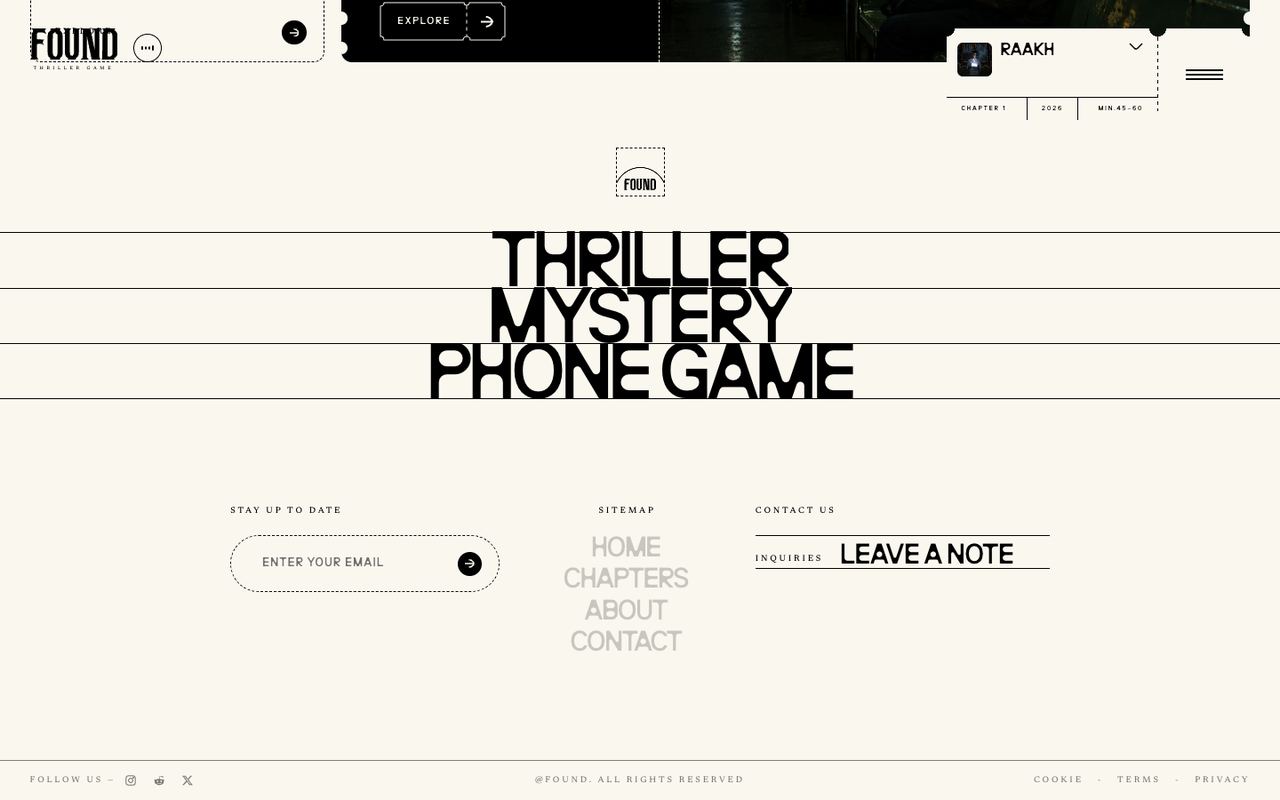 FOUND
THRILLER GAME
EXPLORE
RAAKH
CHAPTER 1
2026
MIN.45-60
FOUND
THRILLER
MYSTERY
PHONE GAME
STAY UP TO DATE
ENTER YOUR EMAIL
SITEMAP
HOME
CHAPTERS
ABOUT
CONTACT
CONTACT US
INQUIRIES LEAVE A NOTE
FOLLOW US –
@FOUND. ALL RIGHTS RESERVED
COOKIE - TERMS - PRIVACY